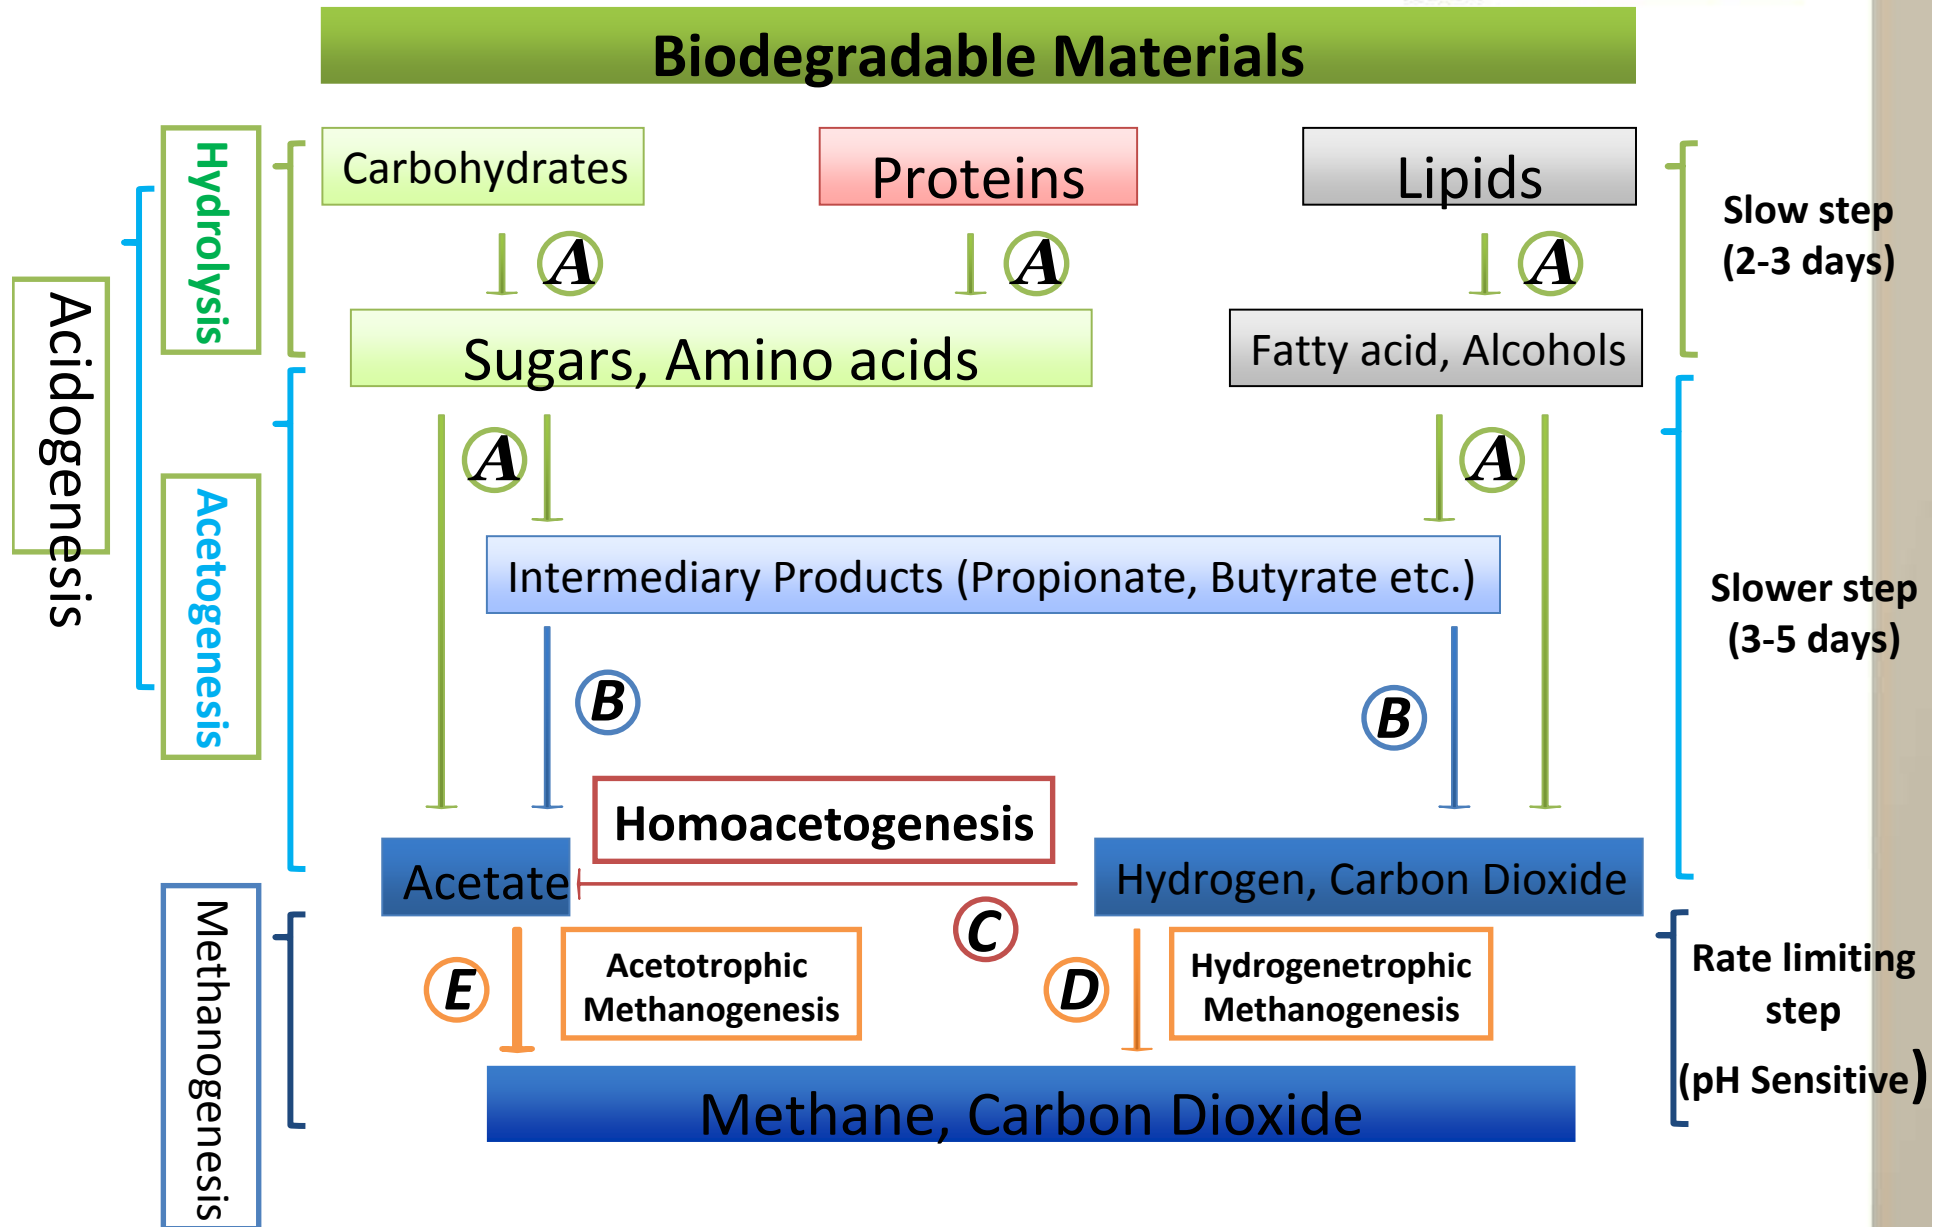 Biodegradable Materials
Hydrolysis
Carbohydrates
Proteins
Lipids
Slow step
(2-3 days)
A
A
A
Acidogenesis
Sugars, Amino acids
Fatty acid, Alcohols
A
A
Acetogenesis
Intermediary Products (Propionate, Butyrate etc.)
Slower step
(3-5 days)
B
B
Homoacetogenesis
Acetate
Hydrogen, Carbon Dioxide
C
Methanogenesis
E
Acetotrophic
Methanogenesis
D
Hydrogenetrophic
Methanogenesis
Rate limiting
step
(pH Sensitive)
Methane, Carbon Dioxide